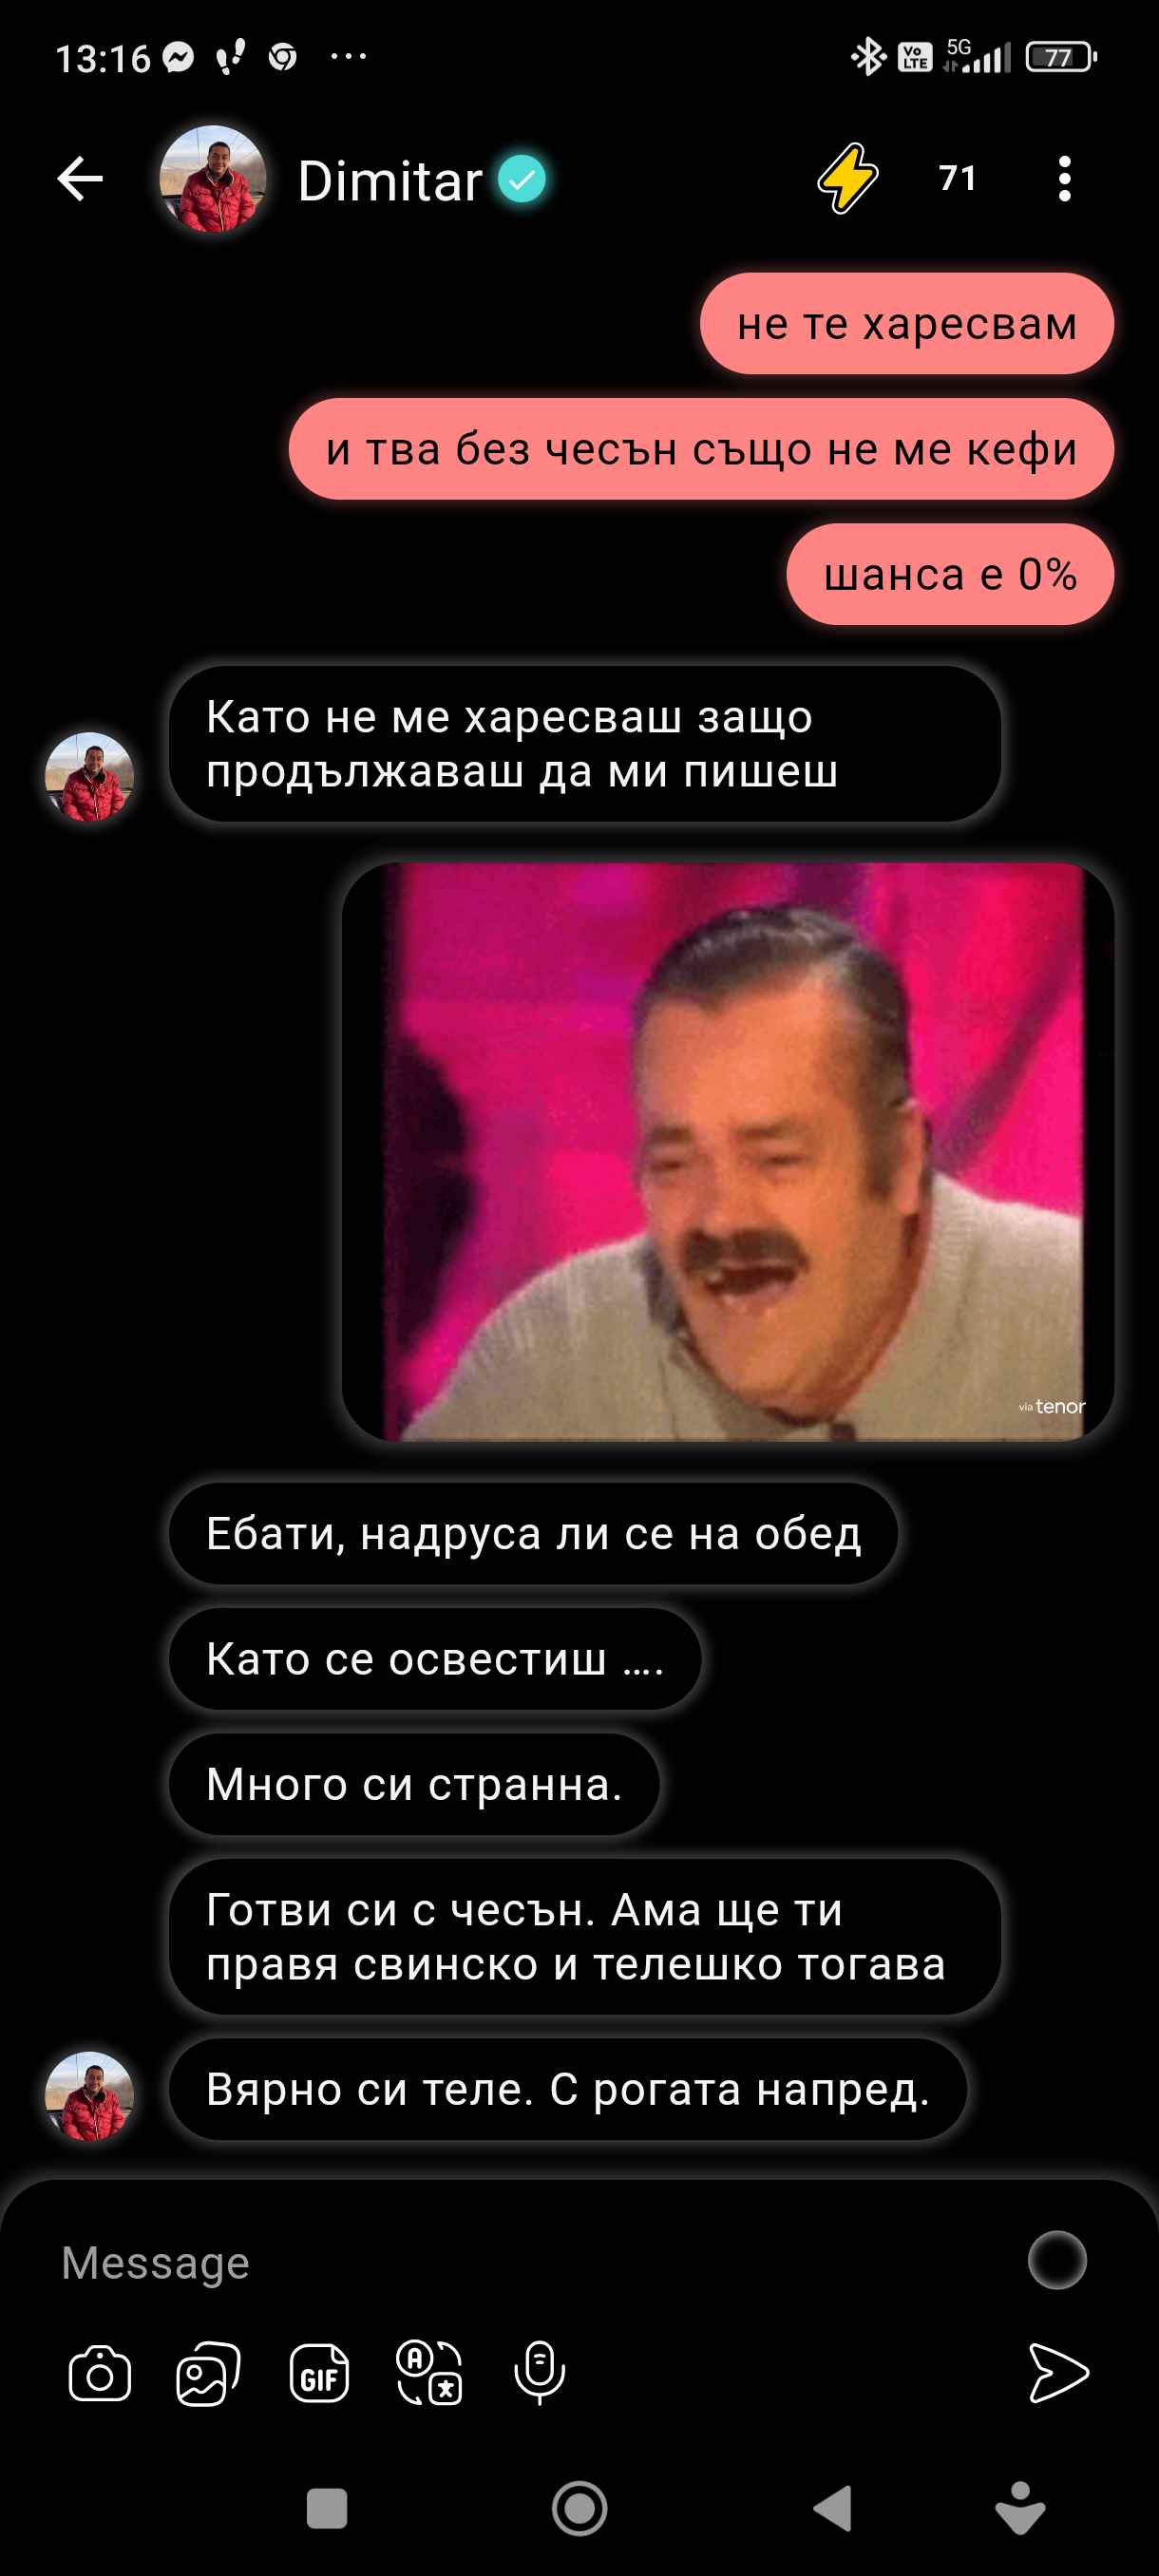 13:16
5G
Vo
LTE
77
Dimitar
71
не те харесвам
и тва без чесън също не ме кефи
шанса е 0%
Като не ме харесваш защо
продължаваш да ми пишеш
via tenor
Ебати, надруса ли се на обед
Като се освестиш ....
Много си странна.
Готви си с чесън. Ама ще ти
правя свинско и телешко тогава
Вярно си теле. С рогата напред.
Message
GIF
A